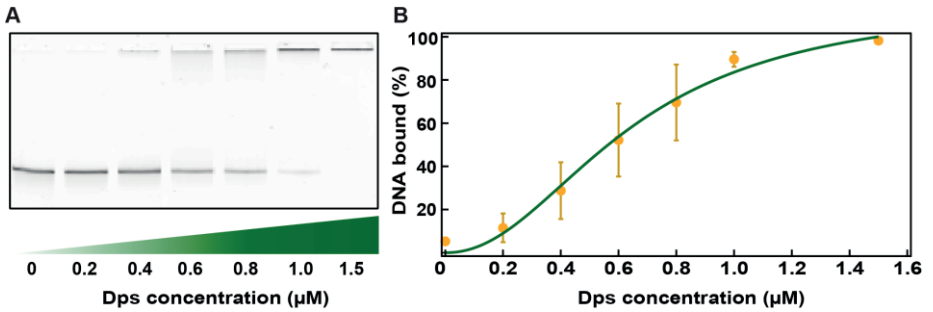 A
0 0.2 0.4 0.6 0.8 1.0 1.5
Dps concentration (µM)
B
DNA bound (%)
100
80
60
40
20
0 0.2 0.4 0.6 0.8 1.0 1.2 1.4 1.6
Dps concentration (µM)